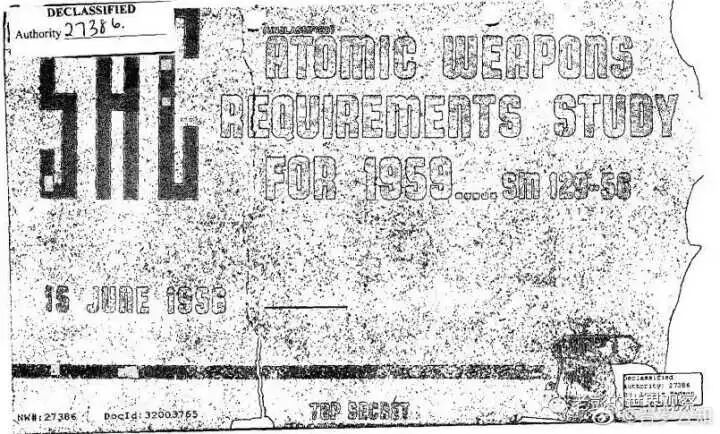 DECLASSIFIED
Authority 27386.
SAC
ATOMIC WEAPONS
REQUIREMENTS STUDY
FOR 1959..... SM 129-56
15 JUNE 1956
NW#:27386 DocId:32003765
TOP SECRET
Declassified
Authority: 27386